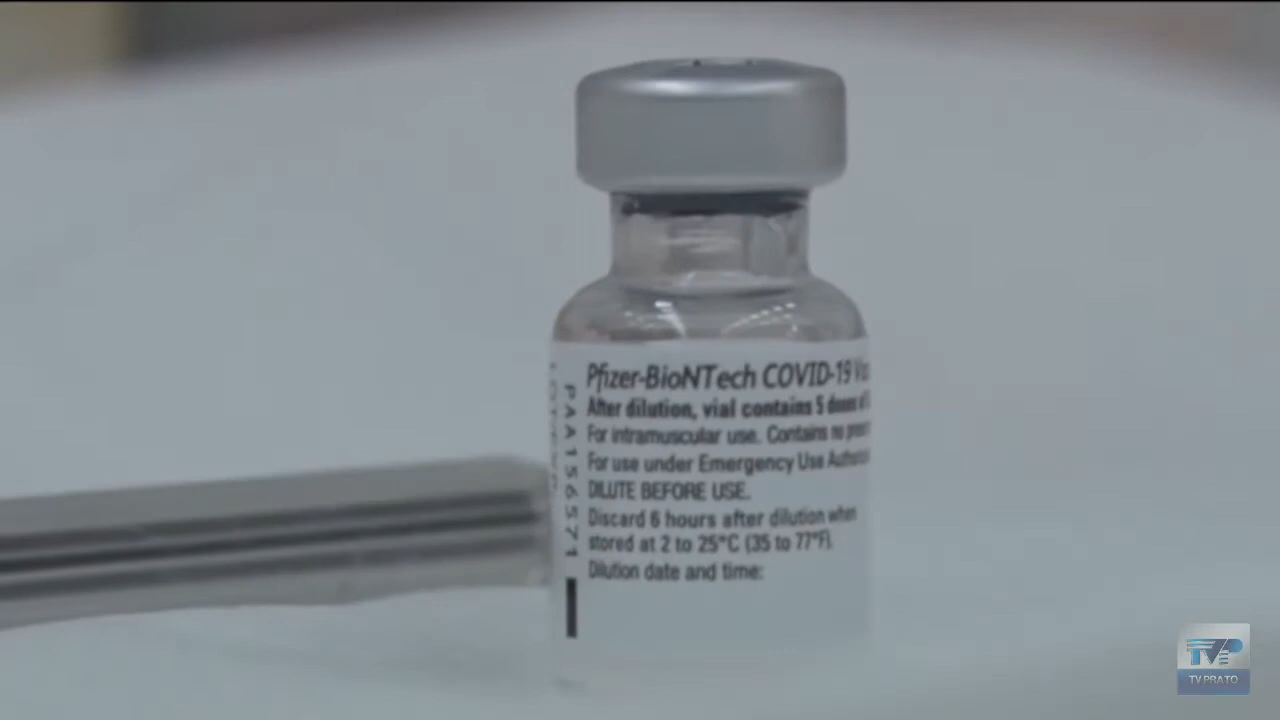 Pfizer-BioNTech COVID-19
After dilution, vial contains 5 doses
For intramuscular use. Contains no
For use under Emergency Use
DILUTE BEFORE USE.
Discard 6 hours after dilution when
stored at 2 to 25°C (35 to 77°F).
Dilution date and time:
PAA156571
TVP
TV PRATO